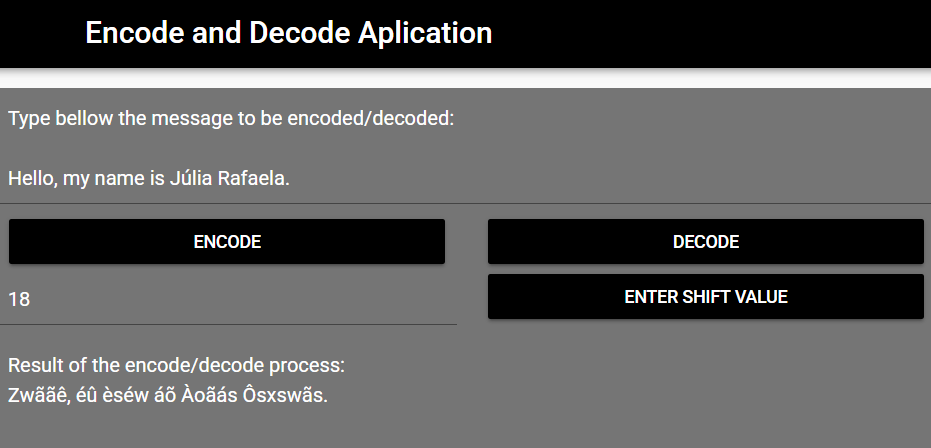 Encode and Decode Aplication
Type bellow the message to be encoded/decoded:
Hello, my name is Júlia Rafaela.
ENCODE
DECODE
18
ENTER SHIFT VALUE
Result of the encode/decode process:
Zwããê, éû èséw áõ Àoãás Ôsxswãs.